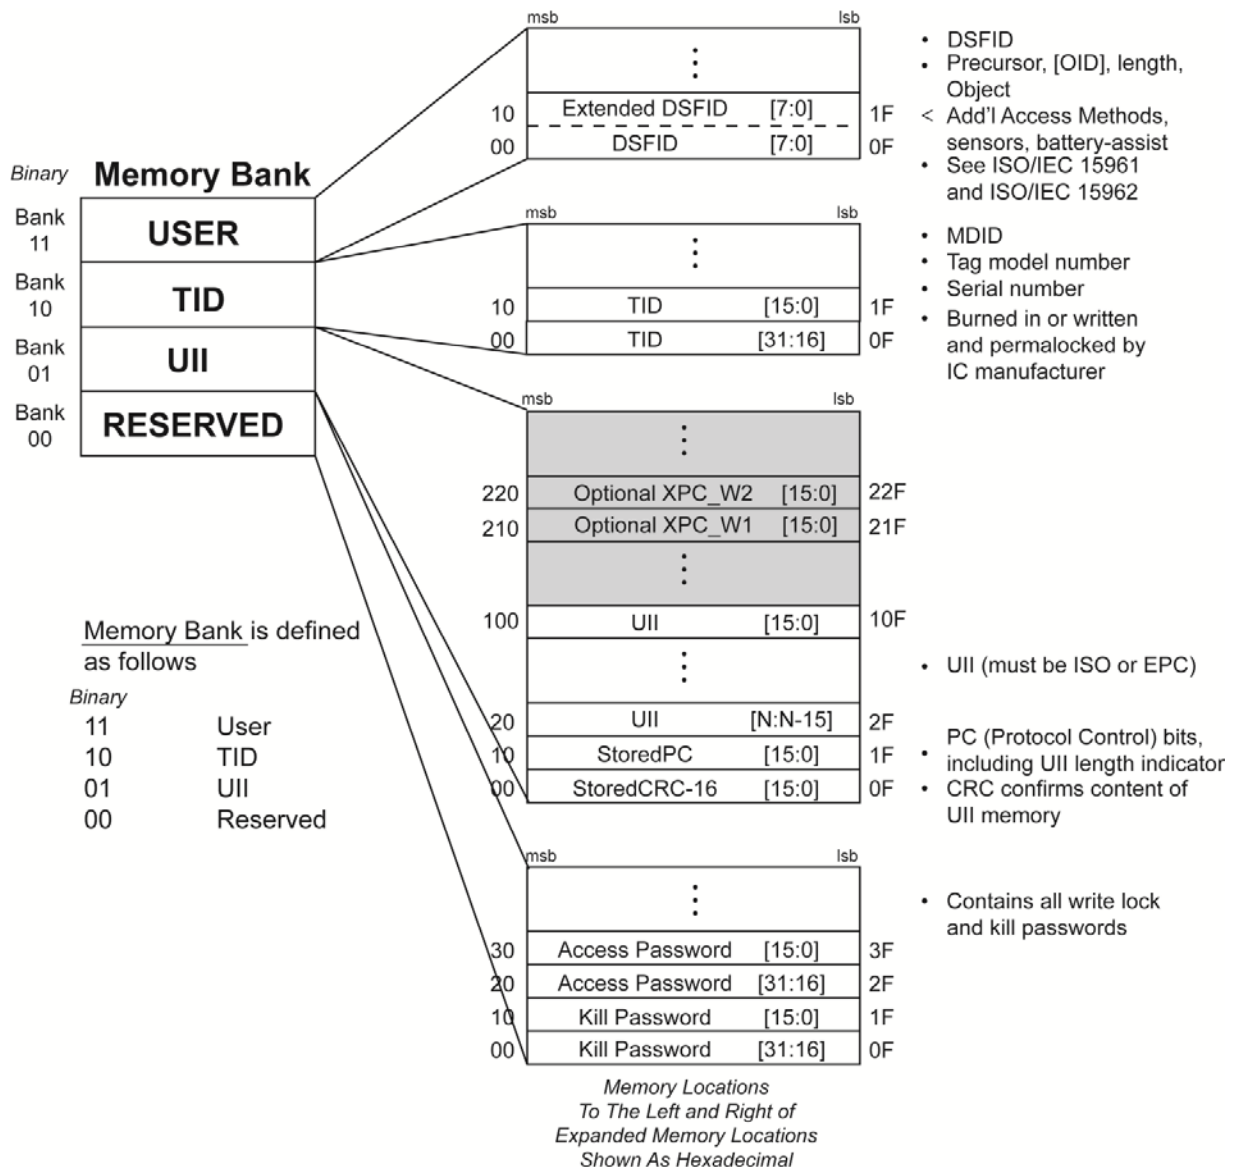 Binary
Memory Bank
Bank
11
USER
Bank
10
TID
Bank
01
UII
Bank
00
RESERVED
Memory Bank is defined
as follows
Binary
11 User
10 TID
01 UII
00 Reserved
msb lsb
10 Extended DSFID [7:0] 1F
00 DSFID [7:0] 0F
• DSFID
• Precursor, [OID], length,
Object
< Add'l Access Methods,
sensors, battery-assist
• See ISO/IEC 15961
and ISO/IEC 15962
msb lsb
10 TID [15:0] 1F
00 TID [31:16] 0F
• MDID
• Tag model number
• Serial number
• Burned in or written
and permalocked by
IC manufacturer
msb lsb
220 Optional XPC_W2 [15:0] 22F
210 Optional XPC_W1 [15:0] 21F
100 UII [15:0] 10F
20 UII [N:N-15] 2F
10 StoredPC [15:0] 1F
00 StoredCRC-16 [15:0] 0F
• UII (must be ISO or EPC)
PC (Protocol Control) bits,
• including UII length indicator
• CRC confirms content of
UII memory
msb lsb
30 Access Password [15:0] 3F
20 Access Password [31:16] 2F
10 Kill Password [15:0] 1F
00 Kill Password [31:16] 0F
• Contains all write lock
and kill passwords
Memory Locations
To The Left and Right of
Expanded Memory Locations
Shown As Hexadecimal